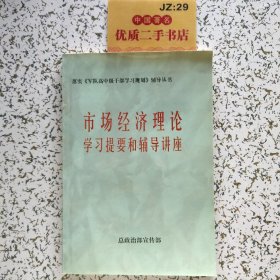 JZ:29
中国著名
优质二手书店
落实《军队高中级干部学习规划》辅导丛书
市场经济理论
学习提要和辅导讲座
总政治部宣传部